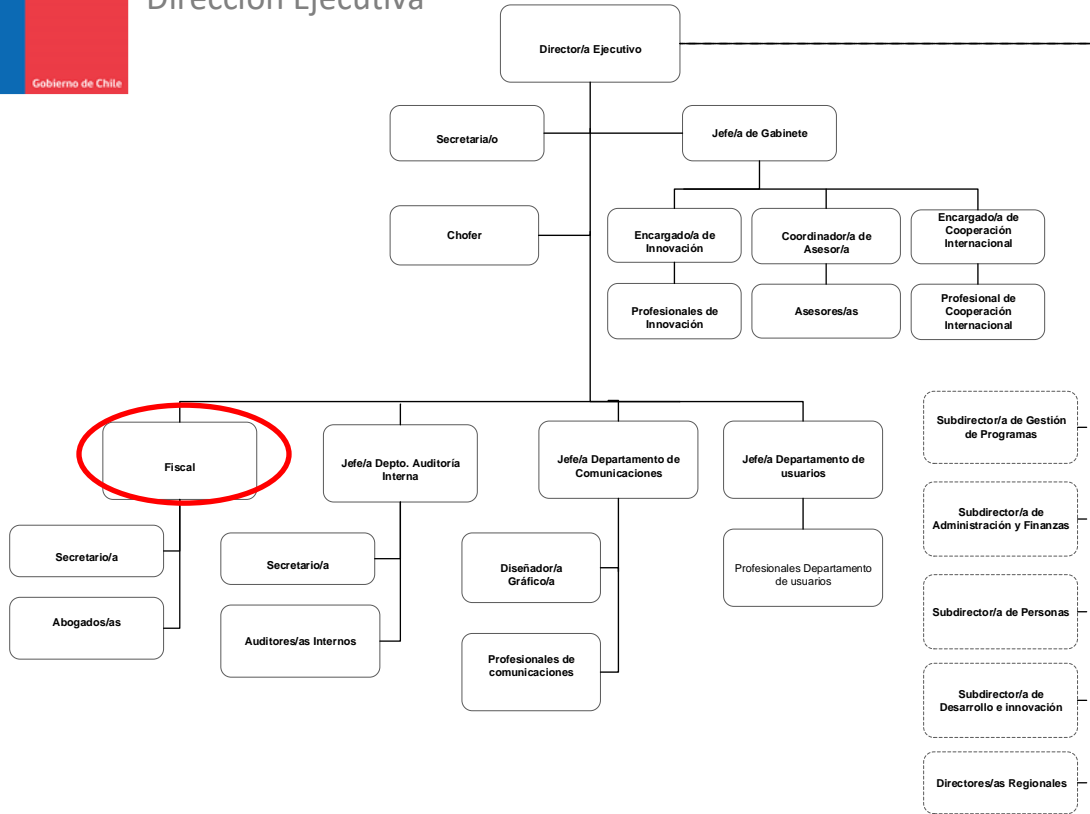 Dirección Ejecutiva
Gobierno de Chile
Director/a Ejecutivo
Secretaria/o
Jefe/a de Gabinete
Chofer
Encargado/a de
Innovación
Coordinador/a de
Asesor/a
Encargado/a de
Cooperación
Internacional
Profesionales de
Innovación
Asesores/as
Profesional de
Cooperación
Internacional
Fiscal
Jefe/a Depto. Auditoría
Interna
Jefe/a Departamento de
Comunicaciones
Jefe/a Departamento de
usuarios
Secretario/a
Abogados/as
Secretario/a
Auditores/as Internos
Diseñador/a
Gráfico/a
Profesionales de
comunicaciones
Profesionales Departamento
de usuarios
Subdirector/a de Gestión
de Programas
Subdirector/a de
Administración y Finanzas
Subdirector/a de Personas
Subdirector/a de
Desarrollo e innovación
Directores/as Regionales